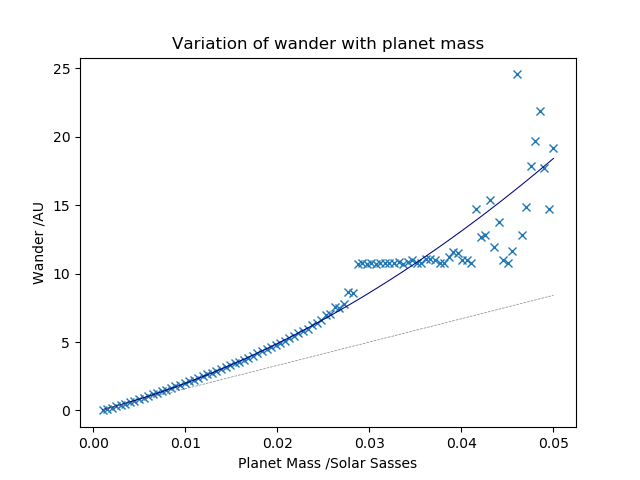 Variation of wander with planet mass
25
20
15
10
5
0
Wander /AU
0.00 0.01 0.02 0.03 0.04 0.05
Planet Mass /Solar Sasses